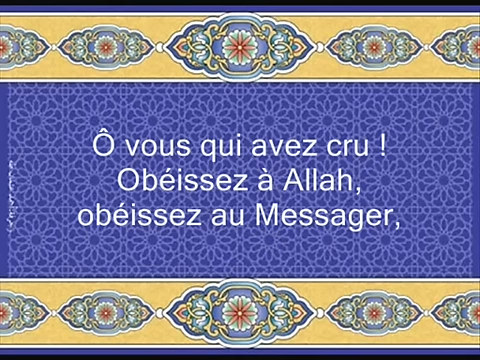 Ô vous qui avez cru !
Obéissez à Allah,
obéissez au Messager,